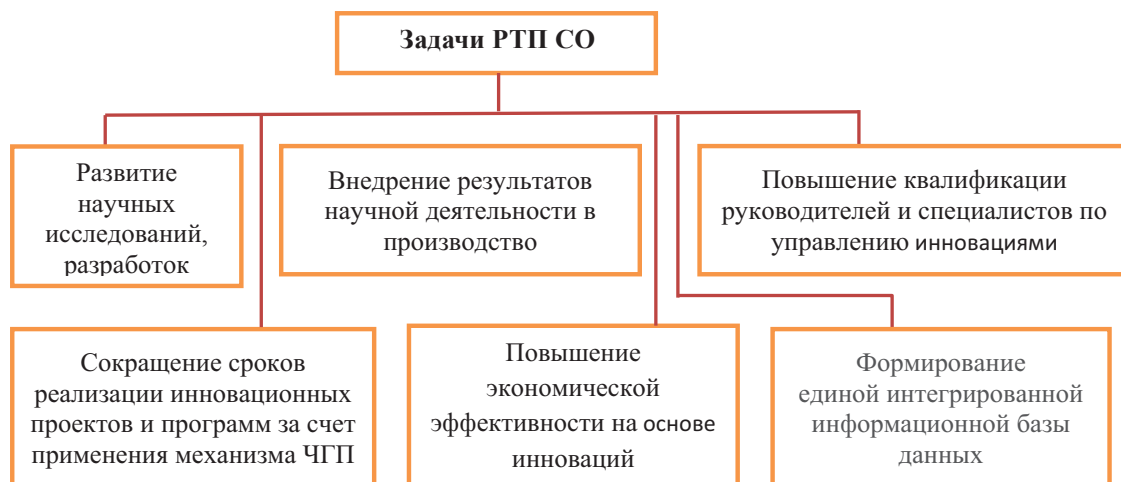 Задачи РТП СО
Развитие
научных
исследований,
разработок
Внедрение результатов
научной деятельности в
производство
Повышение квалификации
руководителей и специалистов по
управлению инновациями
Сокращение сроков
реализации инновационных
проектов и программ за счет
применения механизма ЧГП
Повышение
экономической
эффективности на основе
инноваций
Формирование
единой интегрированной
информационной базы
данных